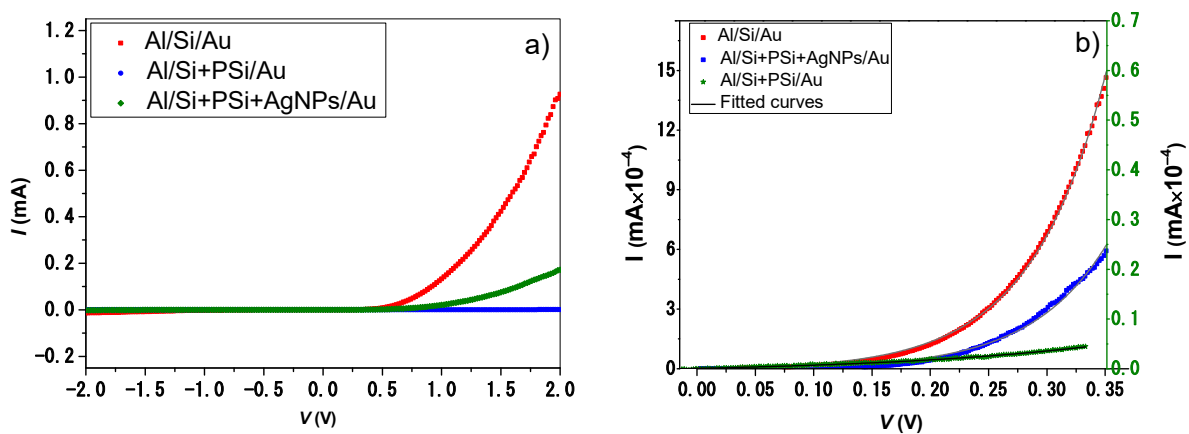 a)
Al/Si/Au
Al/Si+PSi/Au
Al/Si+PSi+AgNPs/Au
1.2
1.0
0.8
0.6
0.4
0.2
0.0
−0.2
I (mA)
−2.0 −1.5 −1.0 −0.5 0.0 0.5 1.0 1.5 2.0
V (V)
b)
Al/Si/Au
Al/Si+PSi+AgNPs/Au
Al/Si+PSi/Au
Fitted curves
15
12
9
6
3
0
I (mA×10⁻⁴)
0.7
0.6
0.5
0.4
0.3
0.2
0.1
0.0
I (mA×10⁻⁴)
0.00 0.05 0.10 0.15 0.20 0.25 0.30 0.35
V (V)